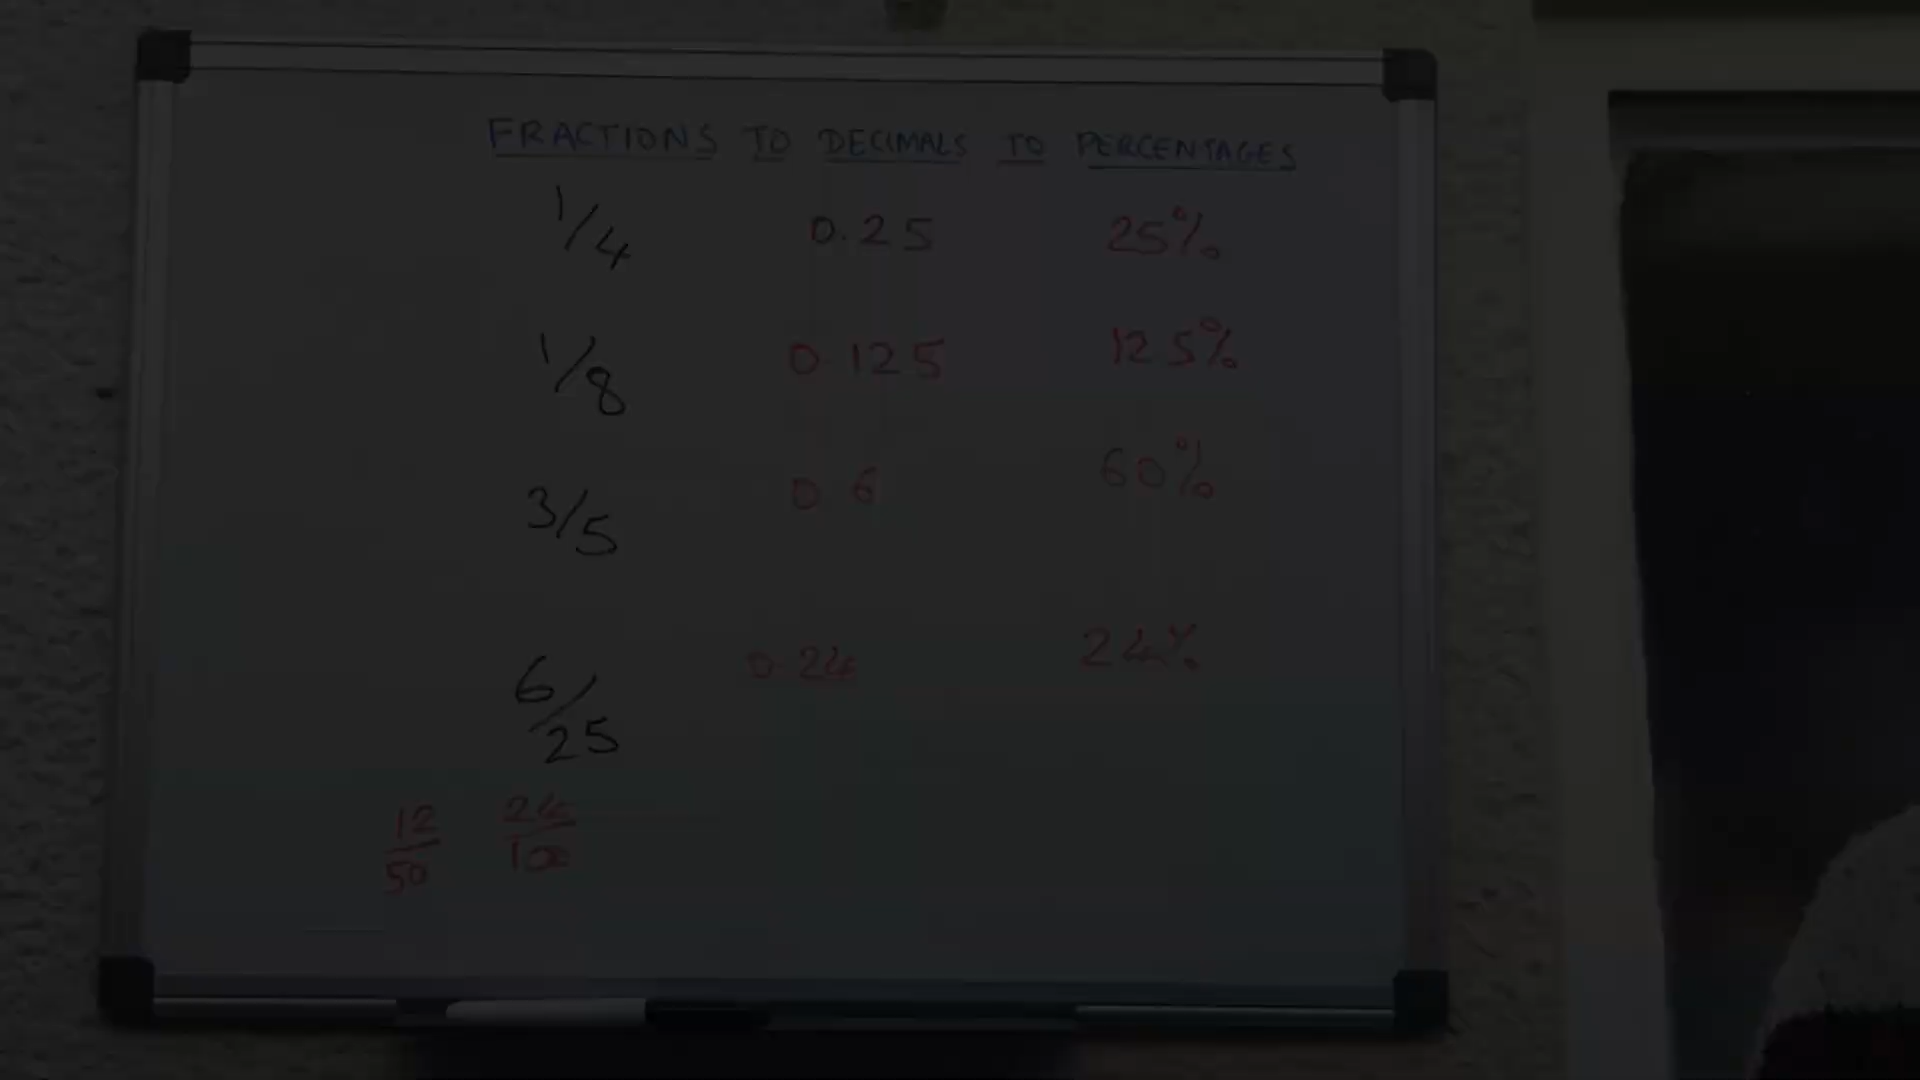 FRACTIONS TO DECIMALS TO PERCENTAGES
1/4 0.25 25%
1/8 0.125 12.5%
3/5 0.6 60%
6/25 0.24 24%
12/50 24/100